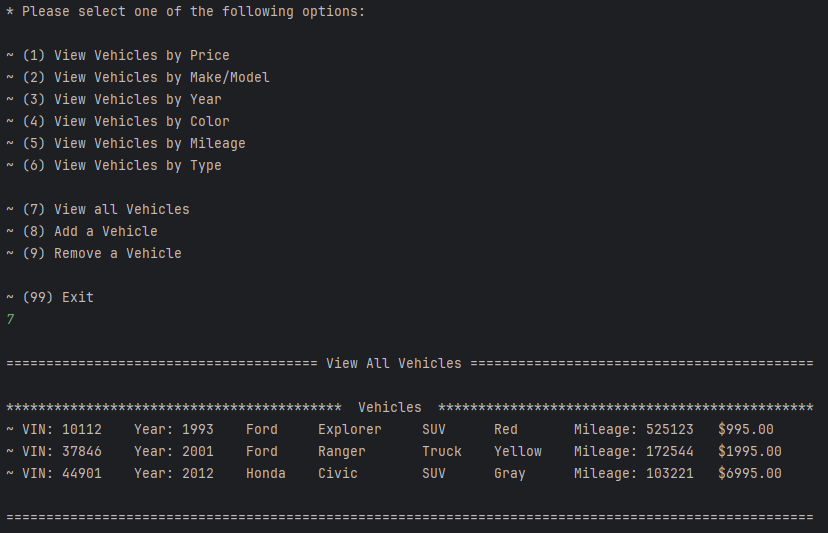 * Please select one of the following options:
~ (1) View Vehicles by Price
~ (2) View Vehicles by Make/Model
~ (3) View Vehicles by Year
~ (4) View Vehicles by Color
~ (5) View Vehicles by Mileage
~ (6) View Vehicles by Type
~ (7) View all Vehicles
~ (8) Add a Vehicle
~ (9) Remove a Vehicle
~ (99) Exit
7
======================================= View All Vehicles ===========================================
****************************************** Vehicles ***********************************************
~ VIN: 10112    Year: 1993    Ford     Explorer     SUV      Red       Mileage: 525123   $995.00
~ VIN: 37846    Year: 2001    Ford     Ranger       Truck    Yellow    Mileage: 172544   $1995.00
~ VIN: 44901    Year: 2012    Honda    Civic        SUV      Gray      Mileage: 103221   $6995.00
=====================================================================================================